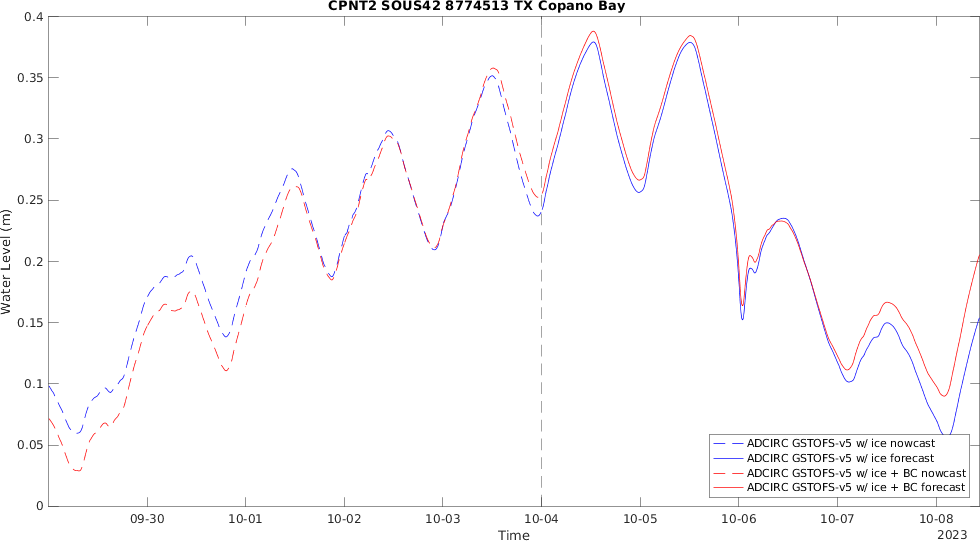 CPNT2 SOUS42 8774513 TX Copano Bay
0.4
0.35
0.3
0.25
0.2
0.15
0.1
0.05
0
Water Level (m)
ADCIRC GSTOFS-v5 w/ ice nowcast
ADCIRC GSTOFS-v5 w/ ice forecast
ADCIRC GSTOFS-v5 w/ ice + BC nowcast
ADCIRC GSTOFS-v5 w/ ice + BC forecast
09-30 10-01 10-02 10-03 10-04 10-05 10-06 10-07 10-08
Time 2023